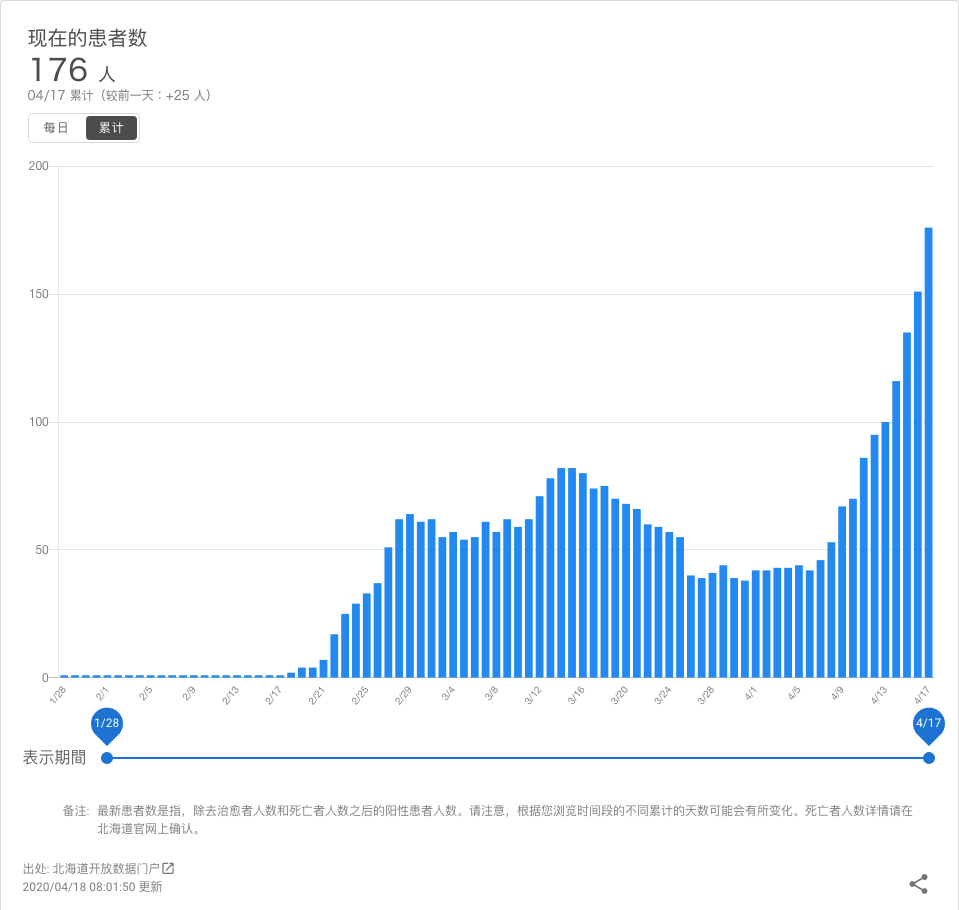 现在的患者数
176 人
04/17 累计（较前一天：+25 人）
每日 累计
200
150
100
50
0
1/28 2/1 2/5 2/9 2/13 2/17 2/21 2/25 2/29 3/4 3/8 3/12 3/16 3/20 3/24 3/28 4/1 4/5 4/9 4/13 4/17
1/28 4/17
表示期間
备注: 最新患者数是指，除去治愈者人数和死亡者人数之后的阳性患者人数。请注意，根据您浏览时间段的不同累计的天数可能会有所变化。死亡者人数详情请在
北海道官网上确认。
出处: 北海道开放数据门户
2020/04/18 08:01:50 更新